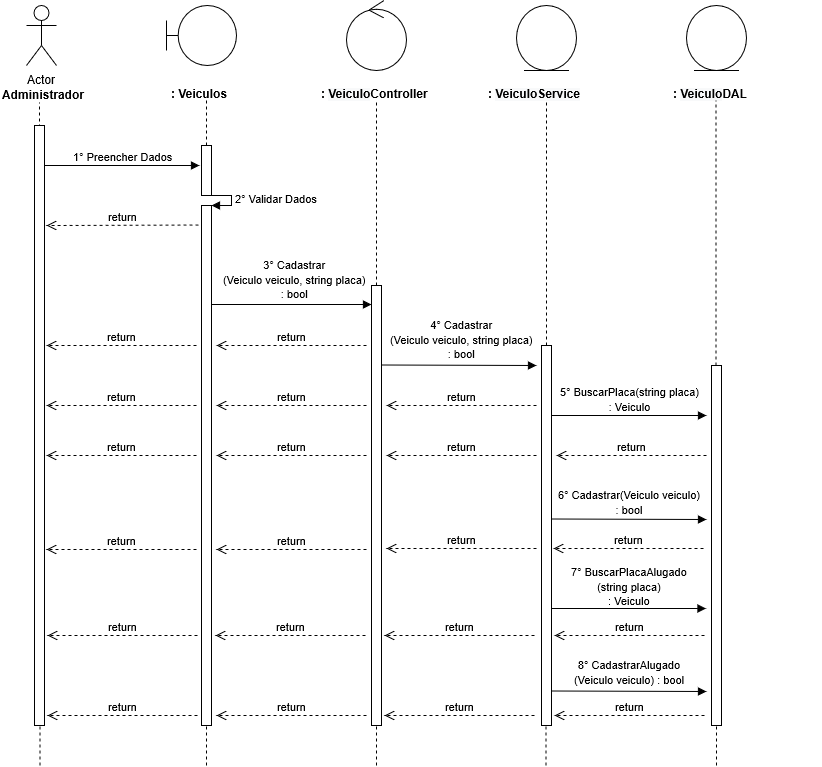 Actor
Administrador
: Veiculos
: VeiculoController
: VeiculoService
: VeiculoDAL
1° Preencher Dados
2° Validar Dados
return
3° Cadastrar
(Veiculo veiculo, string placa)
: bool
4° Cadastrar
(Veiculo veiculo, string placa)
: bool
return
return
5° BuscarPlaca(string placa)
: Veiculo
return
return
return
return
return
return
return
6° Cadastrar(Veiculo veiculo)
: bool
return
return
return
return
7° BuscarPlacaAlugado
(string placa)
: Veiculo
return
return
return
return
8° CadastrarAlugado
(Veiculo veiculo) : bool
return
return
return
return